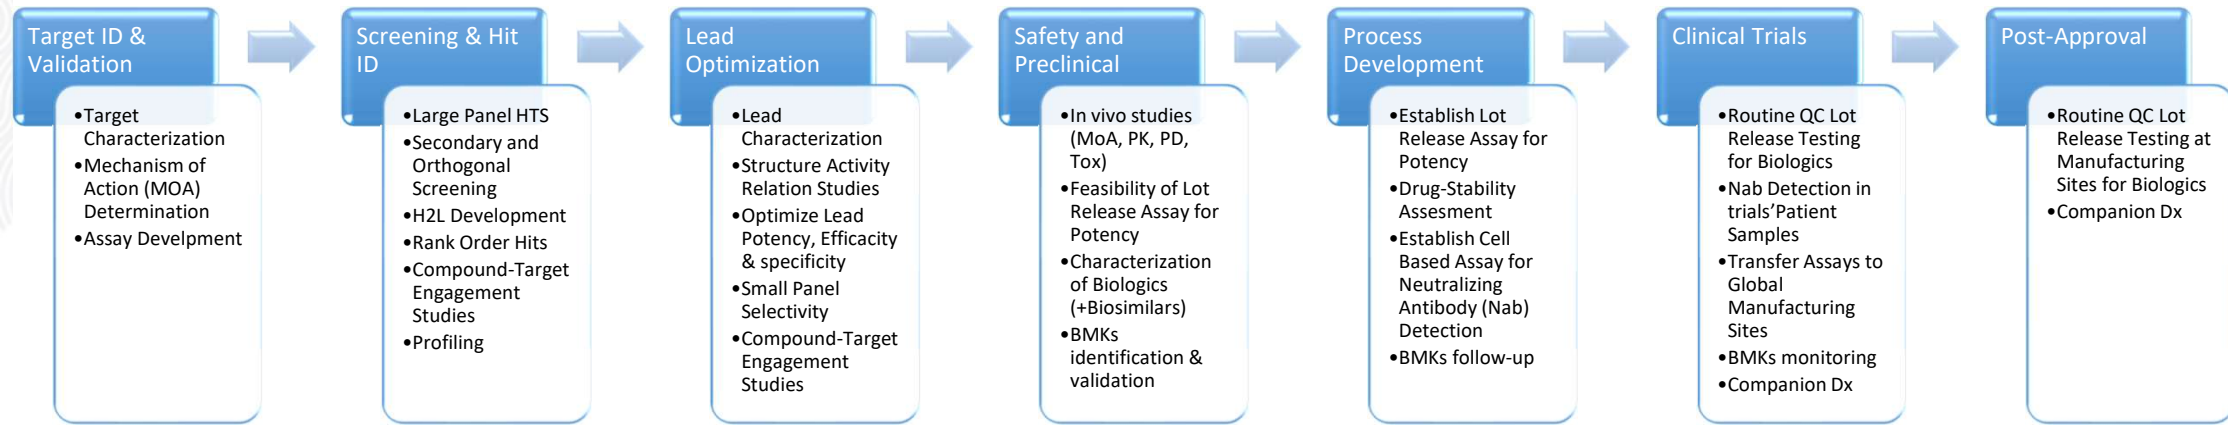 Target ID &
Validation
•Target
Characterization
•Mechanism of
Action (MOA)
Determination
•Assay Develpment
Screening & Hit
ID
•Large Panel HTS
•Secondary and
Orthogonal
Screening
•H2L Development
•Rank Order Hits
•Compound-Target
Engagement
Studies
•Profiling
Lead
Optimization
•Lead
Characterization
•Structure Activity
Relation Studies
•Optimize Lead
Potency, Efficacity
& specificity
•Small Panel
Selectivity
•Compound-Target
Engagement
Studies
Safety and
Preclinical
•In vivo studies
(MoA, PK, PD,
Tox)
•Feasibility of Lot
Release Assay for
Potency
•Characterization
of Biologics
(+Biosimilars)
•BMKs
identification &
validation
Process
Development
•Establish Lot
Release Assay for
Potency
•Drug-Stability
Assesment
•Establish Cell
Based Assay for
Neutralizing
Antibody (Nab)
Detection
•BMKs follow-up
Clinical Trials
•Routine QC Lot
Release Testing
for Biologics
•Nab Detection in
trials’Patient
Samples
•Transfer Assays to
Global
Manufacturing
Sites
•BMKs monitoring
•Companion Dx
Post-Approval
•Routine QC Lot
Release Testing at
Manufacturing
Sites for Biologics
•Companion Dx